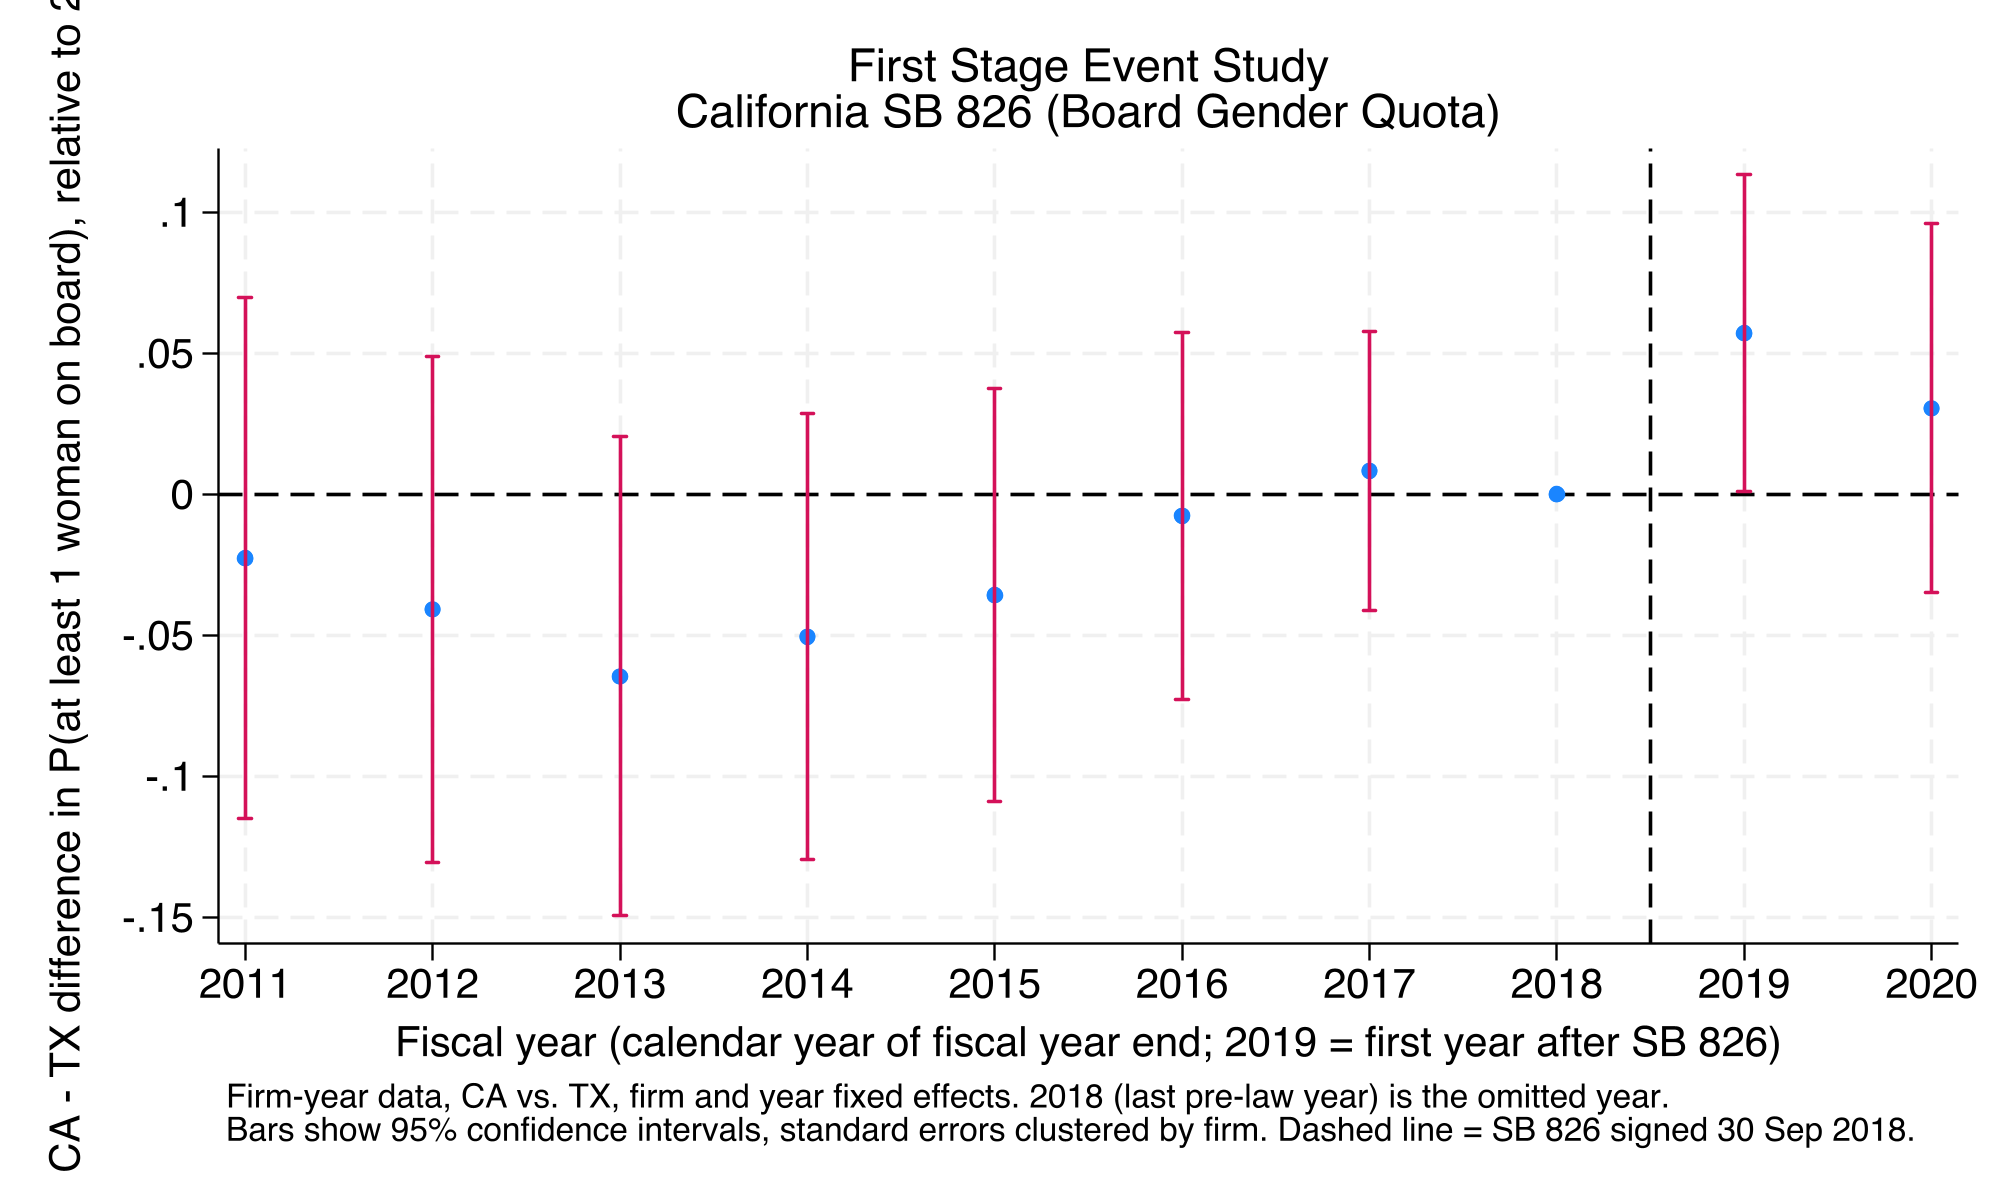 First Stage Event Study
California SB 826 (Board Gender Quota)
CA - TX difference in P(at least 1 woman on board), relative to
.1
.05
0
-.05
-.1
-.15
2011 2012 2013 2014 2015 2016 2017 2018 2019 2020
Fiscal year (calendar year of fiscal year end; 2019 = first year after SB 826)
Firm-year data, CA vs. TX, firm and year fixed effects. 2018 (last pre-law year) is the omitted year.
Bars show 95% confidence intervals, standard errors clustered by firm. Dashed line = SB 826 signed 30 Sep 2018.